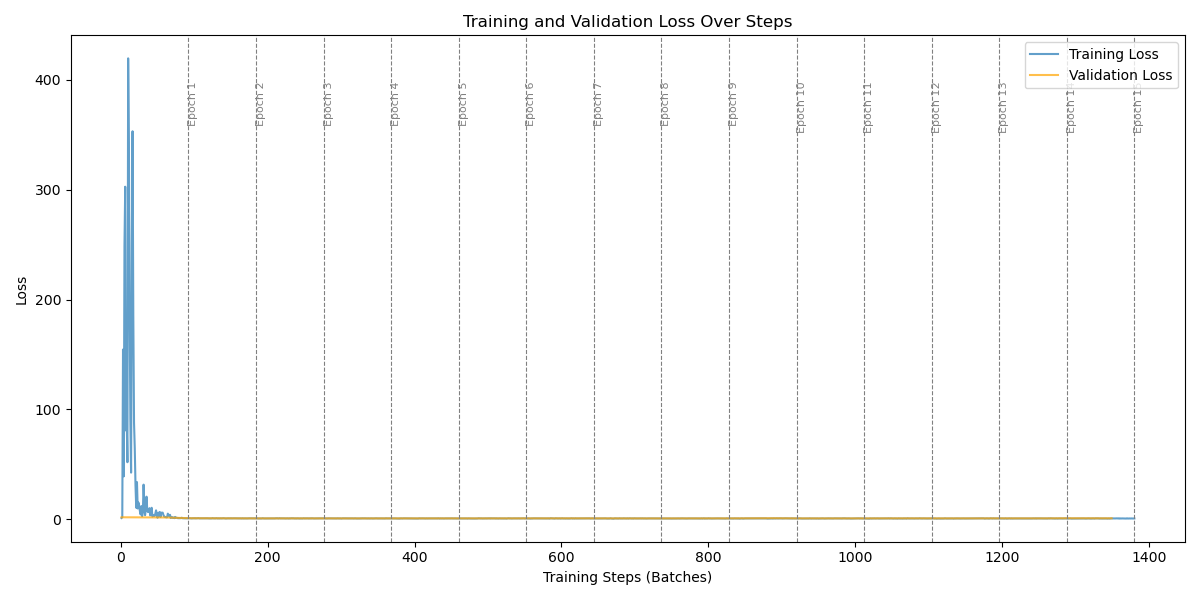 Training and Validation Loss Over Steps
Training Loss
Validation Loss
Epoch 1
Epoch 2
Epoch 3
Epoch 4
Epoch 5
Epoch 6
Epoch 7
Epoch 8
Epoch 9
Epoch 10
Epoch 11
Epoch 12
Epoch 13
Epoch
Epoch
Loss
400
300
200
100
0
0
200
400
600
800
1000
1200
1400
Training Steps (Batches)